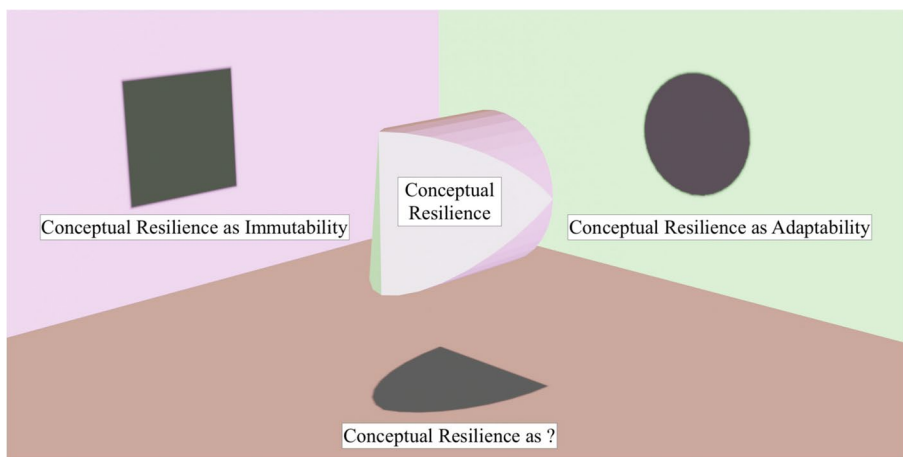 Conceptual
Resilience
Conceptual Resilience as Immutability
Conceptual Resilience as Adaptability
Conceptual Resilience as ?